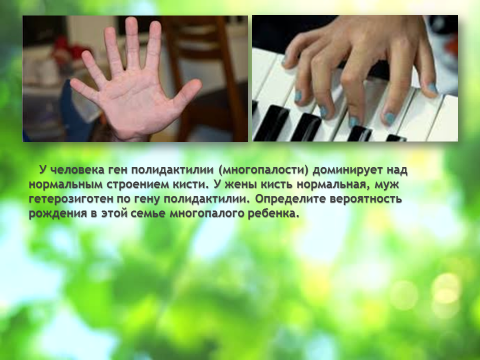 У человека ген полидактилии (многопалости) доминирует над
нормальным строением кисти. У жены кисть нормальная, муж
гетерозиготен по гену полидактилии. Определите вероятность
рождения в этой семье многопалого ребенка.